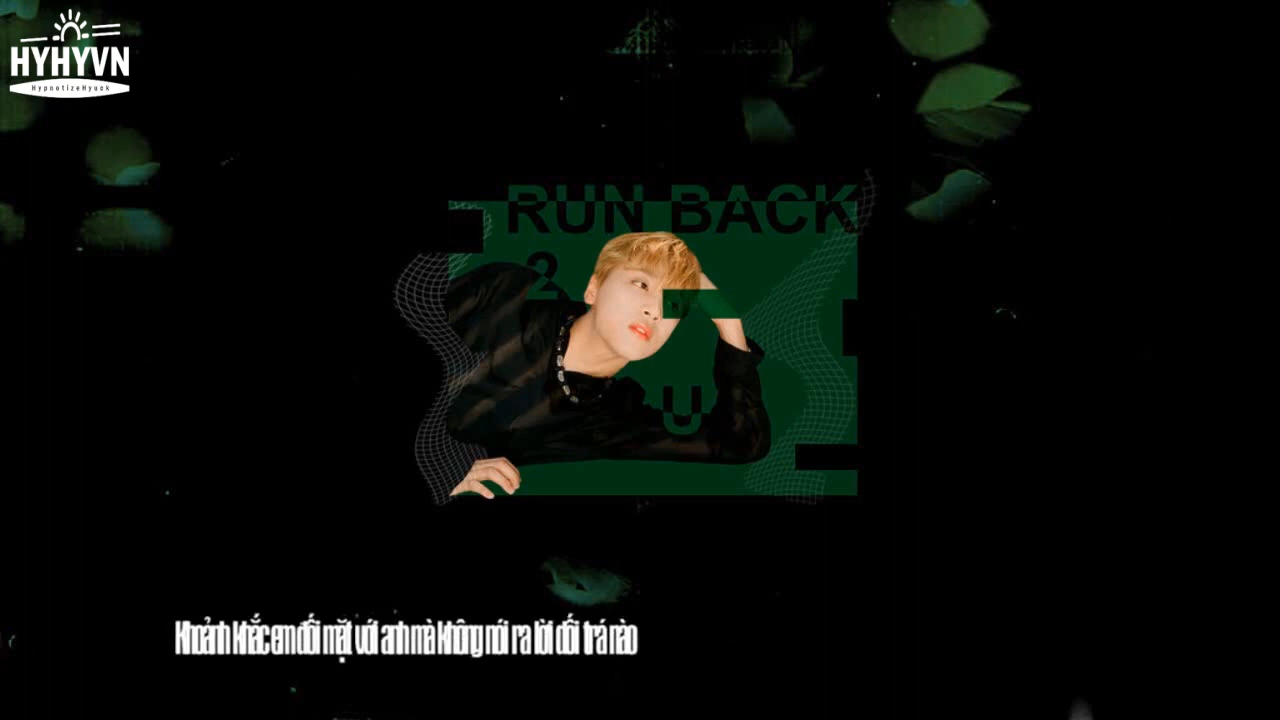 HYHYVN
HypnotizeHyuck
RUN BACK
2
U
Khoảnh khắc em đối mặt với anh mà không nói ra lời dối trá nào